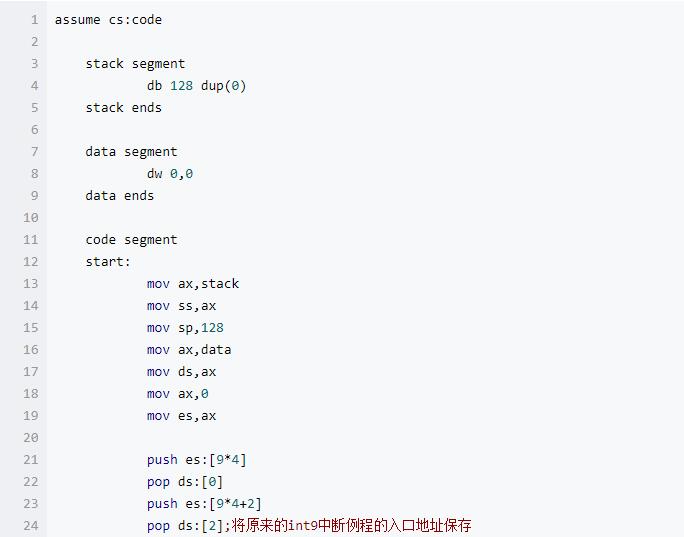 1 assume cs:code
2
3 stack segment
4 db 128 dup(0)
5 stack ends
6
7 data segment
8 dw 0,0
9 data ends
10
11 code segment
12 start:
13 mov ax,stack
14 mov ss,ax
15 mov sp,128
16 mov ax,data
17 mov ds,ax
18 mov ax,0
19 mov es,ax
20
21 push es:[9*4]
22 pop ds:[0]
23 push es:[9*4+2]
24 pop ds:[2];将原来的int9中断例程的入口地址保存